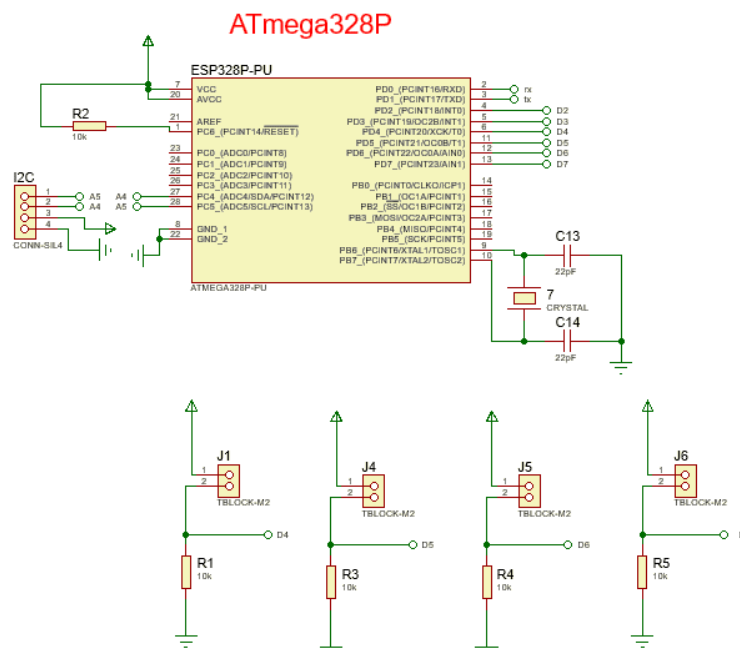 ATmega328P
ESP328P-PU
7 VCC
20 AVCC
21 AREF
1 PC6_(PCINT14/RESET)
23 PC0_(ADC0/PCINT8)
24 PC1_(ADC1/PCINT9)
25 PC2_(ADC2/PCINT10)
26 PC3_(ADC3/PCINT11)
27 PC4_(ADC4/SDA/PCINT12)
28 PC5_(ADC5/SCL/PCINT13)
8 GND_1
22 GND_2
PD0_(PCINT16/RXD) 2 rx
PD1_(PCINT17/TXD) 3 tx
PD2_(PCINT18/INT0) 4 D2
PD3_(PCINT19/OC2B/INT1) 5 D3
PD4_(PCINT20/XCK/T0) 6 D4
PD5_(PCINT21/OC0B/T1) 11 D5
PD6_(PCINT22/OC0A/AIN0) 12 D6
PD7_(PCINT23/AIN1) 13 D7
PB0_(PCINT0/CLKO/ICP1) 14
PB1_(OC1A/PCINT1) 15
PB2_(SS/OC1B/PCINT2) 16
PB3_(MOSI/OC2A/PCINT3) 17
PB4_(MISO/PCINT4) 18
PB5_(SCK/PCINT5) 19
PB6_(PCINT6/XTAL1/TOSC1) 9
PB7_(PCINT7/XTAL2/TOSC2) 10
ATMEGA328P-PU
R2
10k
I2C
1 A5 A4
2 A4 A5
3
4
CONN-SIL4
C13
22pF
7
CRYSTAL
C14
22pF
J1
1
2
TBLOCK-M2
D4
R1
10k
J4
1
2
TBLOCK-M2
D5
R3
10k
J5
1
2
TBLOCK-M2
D6
R4
10k
J6
1
2
TBLOCK-M2
R5
10k